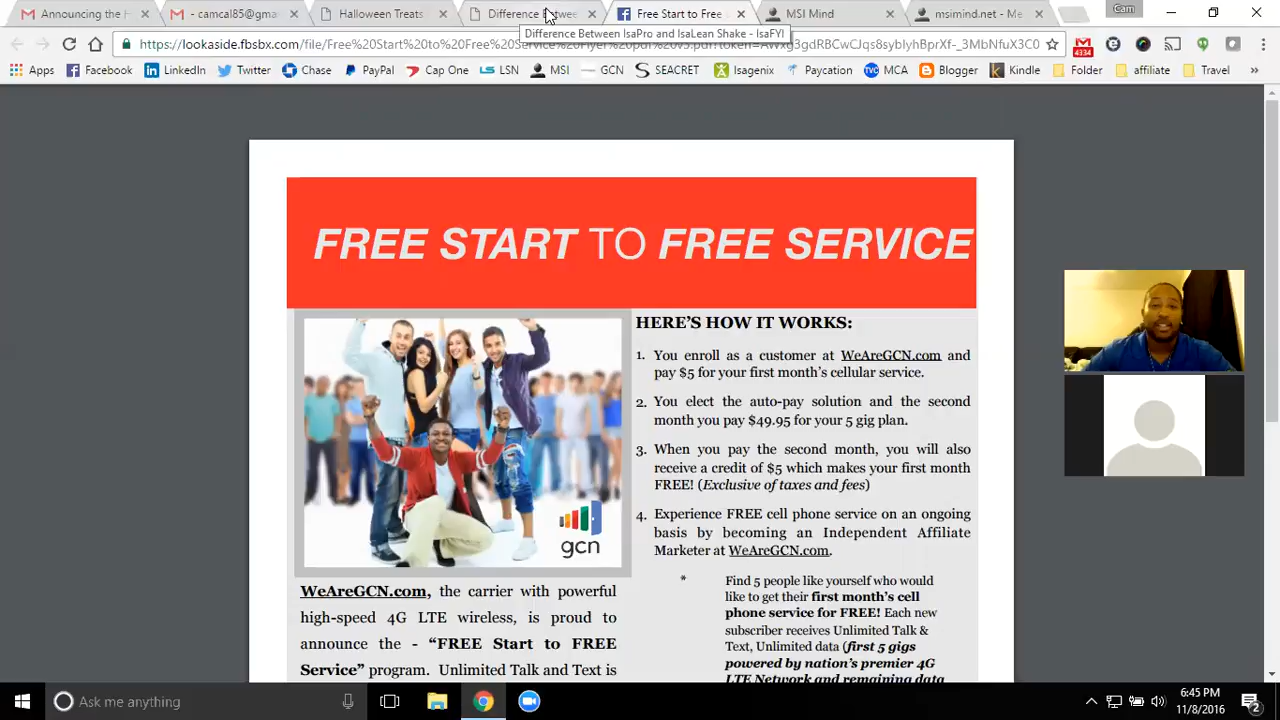 Announcing the H
- camcal85@gma
Halloween Treats
Difference Betwee
Free Start to Free
MSI Mind
msimind.net - Me
Cam
Difference Between IsaPro and IsaLean Shake - IsaFYI
4334
Apps Facebook LinkedIn Twitter Chase PayPal Cap One LSN MSI GCN SEACRET Isagenix Paycation MCA Blogger Kindle Folder affiliate Travel
FREE START TO FREE SERVICE
gcn
WeAreGCN.com, the carrier with powerful
high-speed 4G LTE wireless, is proud to
announce the - “FREE Start to FREE
Service” program. Unlimited Talk and Text is
HERE’S HOW IT WORKS:
1. You enroll as a customer at WeAreGCN.com and
pay $5 for your first month’s cellular service.
2. You elect the auto-pay solution and the second
month you pay $49.95 for your 5 gig plan.
3. When you pay the second month, you will also
receive a credit of $5 which makes your first month
FREE! (Exclusive of taxes and fees)
4. Experience FREE cell phone service on an ongoing
basis by becoming an Independent Affiliate
Marketer at WeAreGCN.com.
* Find 5 people like yourself who would
like to get their first month’s cell
phone service for FREE! Each new
subscriber receives Unlimited Talk &
Text, Unlimited data (first 5 gigs
powered by nation’s premier 4G
LTE Network and remaining data
Ask me anything
6:45 PM
11/8/2016
2